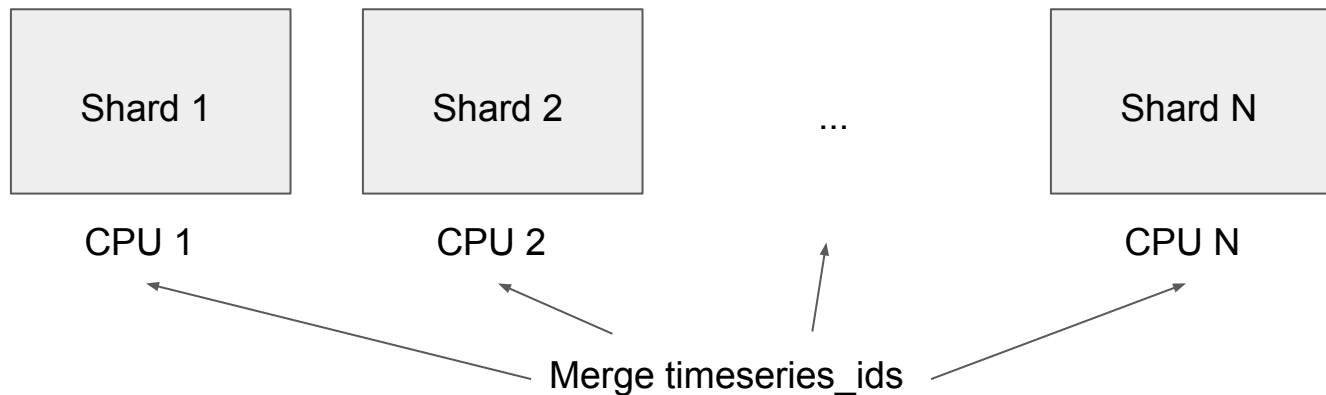 Shard 1
Shard 2
...
Shard N
CPU 1
CPU 2
CPU N
Merge timeseries_ids